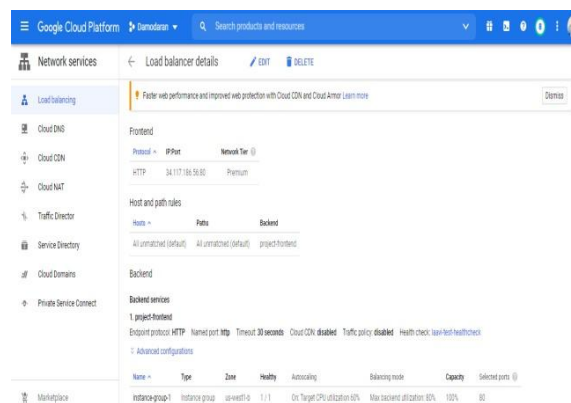 Google Cloud Platform Damodaran Search products and resources
Network services
Load balancer details EDIT DELETE
Load balancing
Cloud DNS
Cloud CDN
Cloud NAT
Traffic Director
Service Directory
Cloud Domains
Private Service Connect
Marketplace
Faster web performance and improved web protection with Cloud CDN and Cloud Armor Learn more Dismiss
Frontend
Protocol IP:Port Network Tier
HTTP 34.117.186.56:80 Premium
Host and path rules
Hosts Paths Backend
All unmatched (default) All unmatched (default) project-frontend
Backend
Backend services
1. project-frontend
Endpoint protocol: HTTP Named port: http Timeout: 30 seconds Cloud CDN: disabled Traffic policy: disabled Health check: test-healthcheck
Advanced configurations
Name Type Zone Healthy Autoscaling Balancing mode Capacity Selected ports
instance-group-1 Instance group us-west1-b 1 / 1 On: Target CPU utilization 60% Max backend utilization: 80% 100% 80